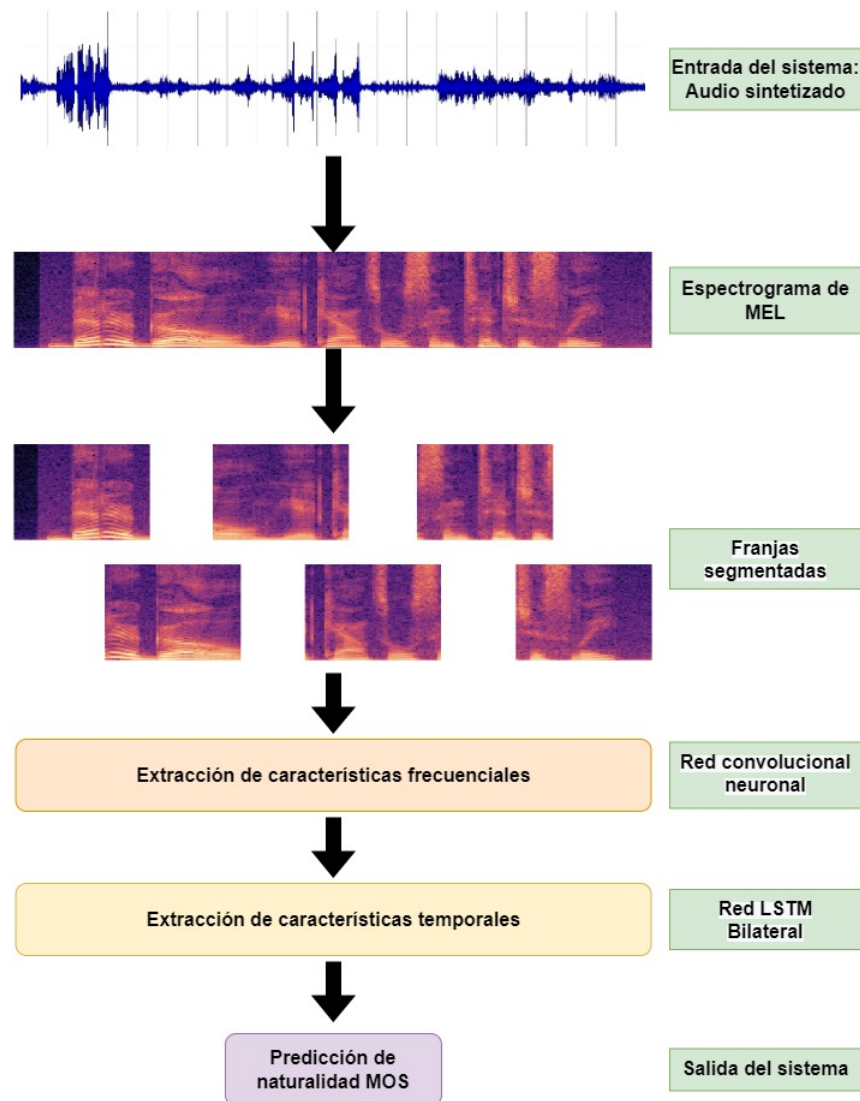 Entrada del sistema:
Audio sintetizado
Espectrograma de
MEL
Franjas
segmentadas
Extracción de características frecuenciales
Red convolucional
neuronal
Extracción de características temporales
Red LSTM
Bilateral
Predicción de
naturalidad MOS
Salida del sistema